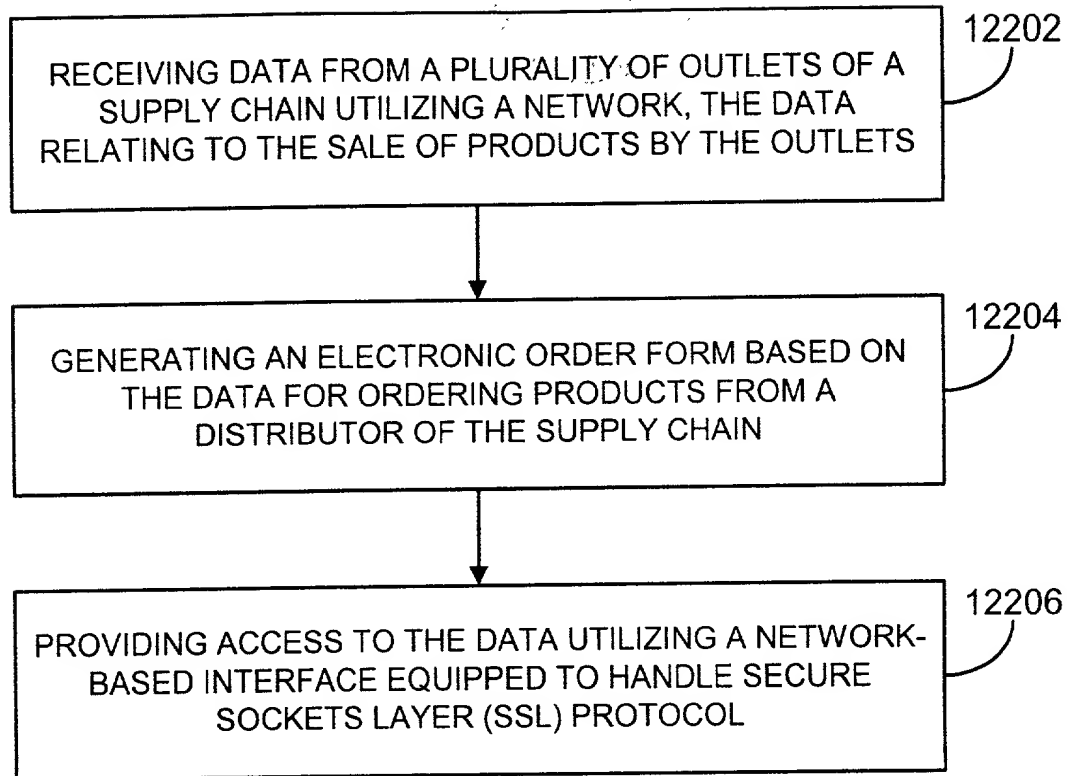 12202
RECEIVING DATA FROM A PLURALITY OF OUTLETS OF A
SUPPLY CHAIN UTILIZING A NETWORK, THE DATA
RELATING TO THE SALE OF PRODUCTS BY THE OUTLETS
12204
GENERATING AN ELECTRONIC ORDER FORM BASED ON
THE DATA FOR ORDERING PRODUCTS FROM A
DISTRIBUTOR OF THE SUPPLY CHAIN
12206
PROVIDING ACCESS TO THE DATA UTILIZING A NETWORK-
BASED INTERFACE EQUIPPED TO HANDLE SECURE
SOCKETS LAYER (SSL) PROTOCOL